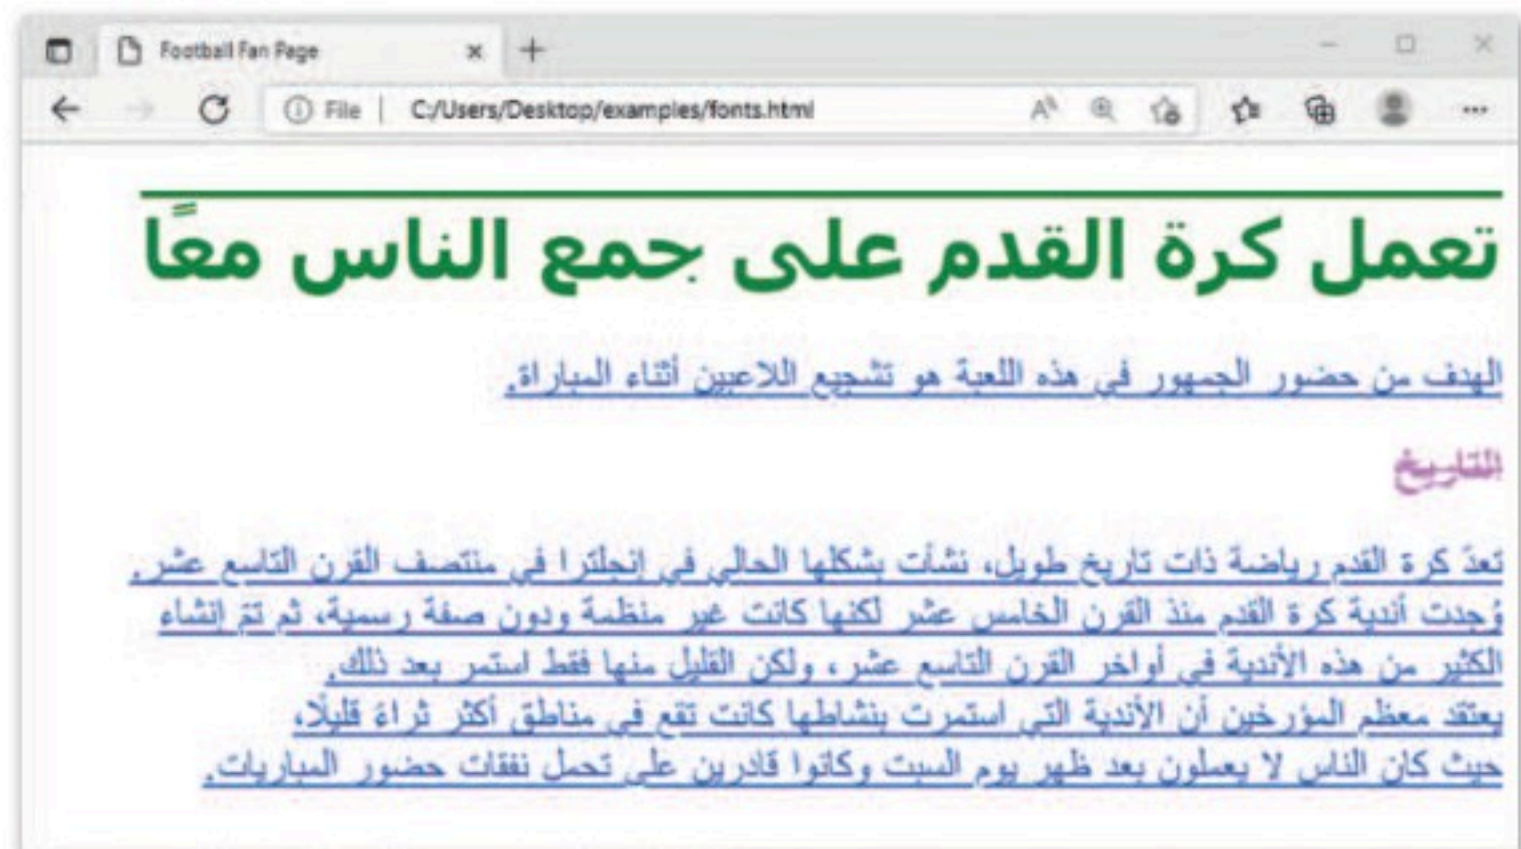 Football Fan Page
File | C:/Users/Desktop/examples/fonts.html
تعمل كرة القدم على جمع الناس معًا
الهدف من حضور الجمهور في هذه اللعبة هو تشجيع اللاعبين أثناء المباراة.
التاريخ
تعدّ كرة القدم رياضة ذات تاريخ طويل، نشأت بشكلها الحالي في إنجلترا في منتصف القرن التاسع عشر.
وُجدت أندية كرة القدم منذ القرن الخامس عشر لكنها كانت غير منظمة ودون صفة رسمية، ثم تمّ إنشاء
الكثير من هذه الأندية في أواخر القرن التاسع عشر، ولكن القليل منها فقط استمر بعد ذلك.
يعتقد معظم المؤرخين أن الأندية التي استمرت بنشاطها كانت تقع في مناطق أكثر ثراءً قليلًا،
حيث كان الناس لا يعملون بعد ظهر يوم السبت وكانوا قادرين على تحمل نفقات حضور المباريات.